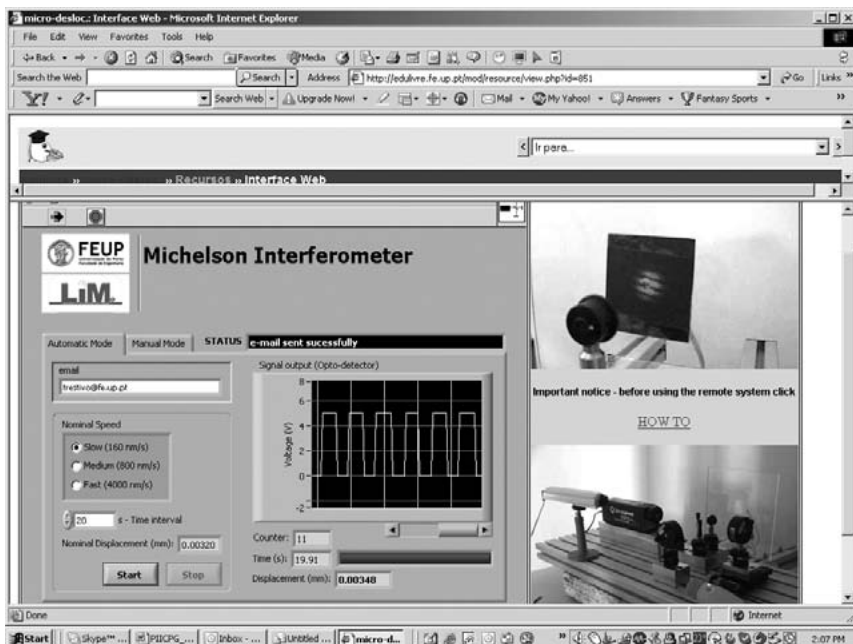 micro-desloc.: Interface Web - Microsoft Internet Explorer
File Edit View Favorites Tools Help
Back Search Favorites Media
Search the Web Search Address http://edulivre.fe.up.pt/mod/resource/view.php?id=851 Go Links »
Y! Search Web Upgrade Now! Mail My Yahoo! Answers Fantasy Sports »
Ir para...
» » Recursos » Interface Web
FEUP
LiM
Michelson Interferometer
Automatic Mode Manual Mode STATUS e-mail sent sucessfully
email
trestivo@fe.up.pt
Nominal Speed
Slow (160 nm/s)
Medium (800 nm/s)
Fast (4000 nm/s)
20 s - Time interval
Nominal Displacement (mm): 0.00320
Start Stop
Signal output (Opto-detector)
Voltage (V)
8
6
4
2
0
-2
Counter: 11
Time (s): 19.91
Displacement (mm): 0.00348
Important notice - before using the remote system click
HOW TO
Done Internet
Start Skype™ ... PIICPG_... Inbox - ... Untitled ... micro-d... » 2:07 PM